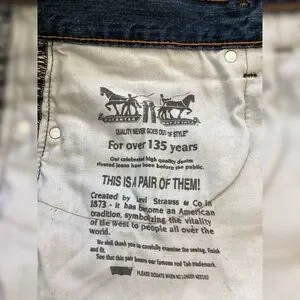 QUALITY NEVER GOES OUT OF STYLE®
For over 135 years
Our celebrated high quality denim
riveted jeans have been before the public.
THIS IS A PAIR OF THEM!
Created by Levi Strauss & Co in
1873 - it has become an American
tradition, symbolizing the vitality
of the West to people all over the
world.
We shall thank you to carefully examine the sewing, finish
and fit.
See that this pair bears our famous red Tab trademark.
PLEASE DONATE WHEN NO LONGER NEEDED